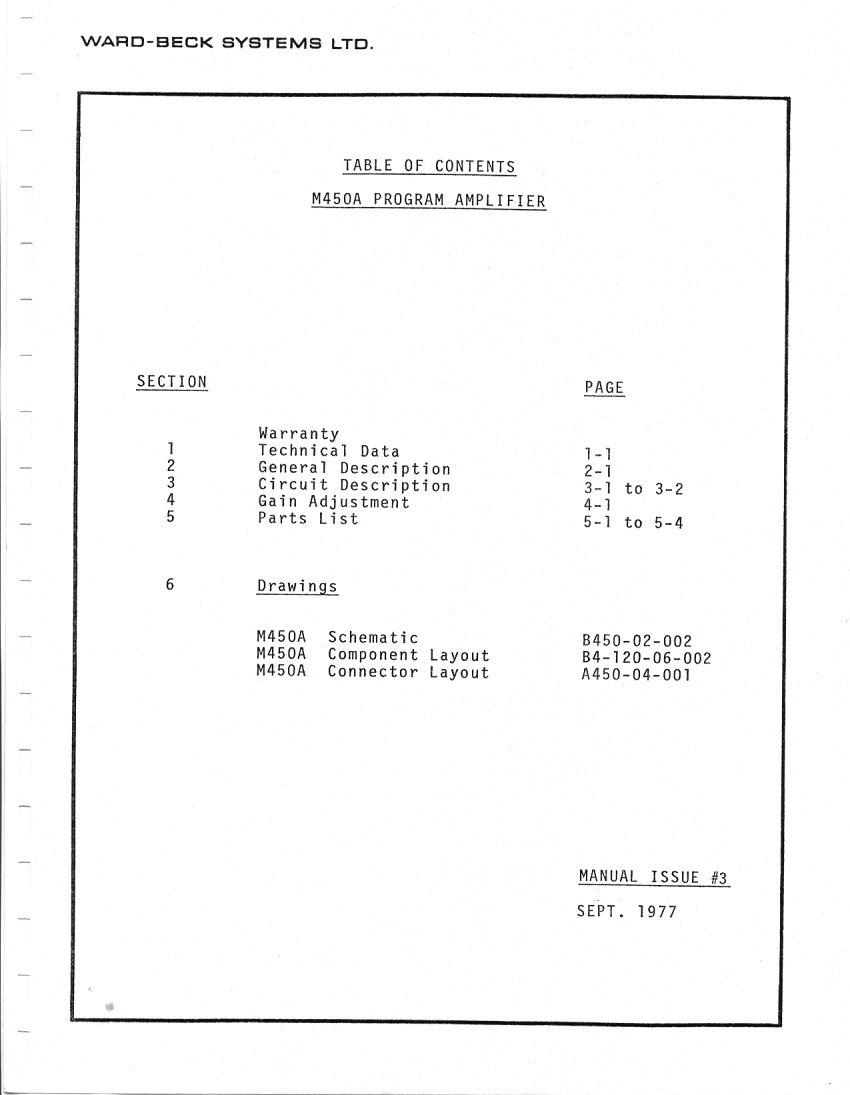 WARD-BECK SYSTEMS LTD.
TABLE OF CONTENTS
M450A PROGRAM AMPLIFIER
SECTION PAGE
Warranty
1 Technical Data 1-1
2 General Description 2-1
3 Circuit Description 3-1 to 3-2
4 Gain Adjustment 4-1
5 Parts List 5-1 to 5-4
6 Drawings
M450A Schematic B450-02-002
M450A Component Layout B4-120-06-002
M450A Connector Layout A450-04-001
MANUAL ISSUE #3
SEPT. 1977